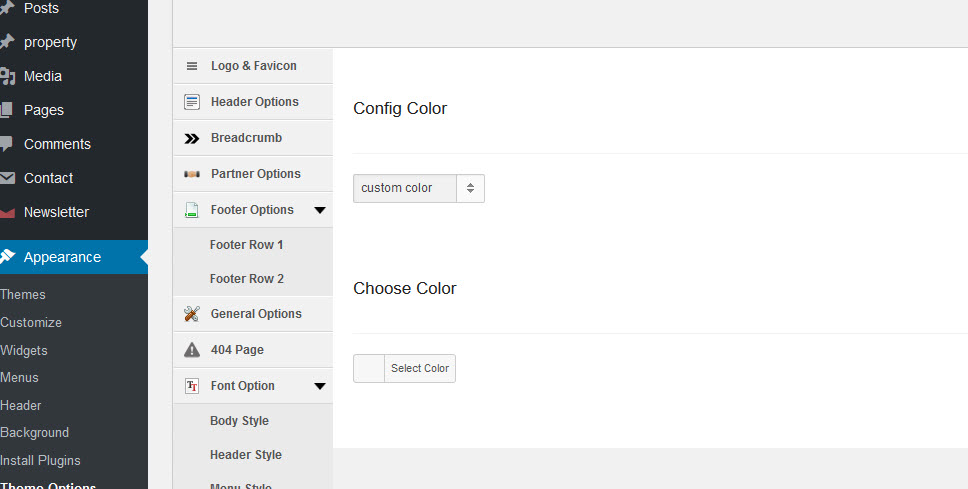 Posts
property
Media
Pages
Comments
Contact
Newsletter
Appearance
Themes
Customize
Widgets
Menus
Header
Background
Install Plugins
Theme Options
Logo & Favicon
Header Options
Breadcrumb
Partner Options
Footer Options
Footer Row 1
Footer Row 2
General Options
404 Page
Font Option
Body Style
Header Style
Menu Style
Config Color
custom color
Choose Color
Select Color